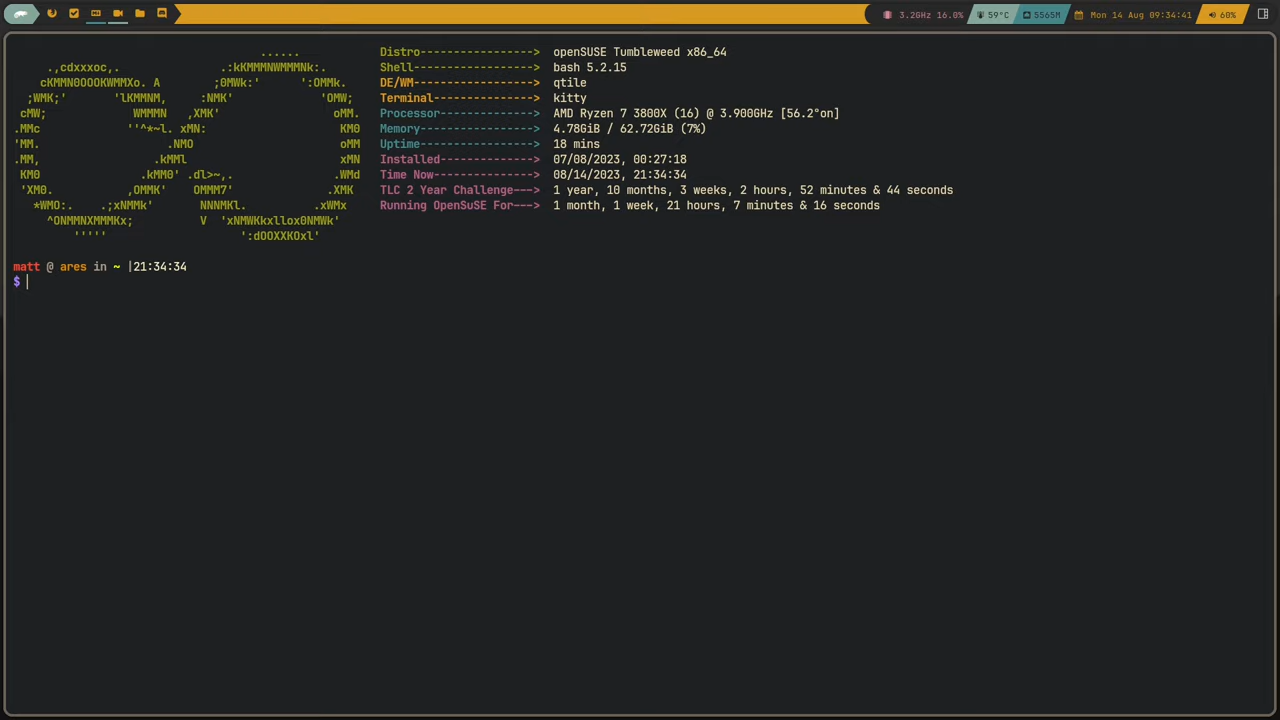 3.2GHz 16.0% 59°C 5565M Mon 14 Aug 09:34:41 60%
Distro-----------------> openSUSE Tumbleweed x86_64
Shell------------------> bash 5.2.15
DE/WM------------------> qtile
Terminal---------------> kitty
Processor--------------> AMD Ryzen 7 3800X (16) @ 3.900GHz [56.2°on]
Memory-----------------> 4.78GiB / 62.72GiB (7%)
Uptime-----------------> 18 mins
Installed--------------> 07/08/2023, 00:27:18
Time Now---------------> 08/14/2023, 21:34:34
TLC 2 Year Challenge---> 1 year, 10 months, 3 weeks, 2 hours, 52 minutes & 44 seconds
Running OpenSuSE For---> 1 month, 1 week, 21 hours, 7 minutes & 16 seconds
matt @ ares in ~ |21:34:34
$